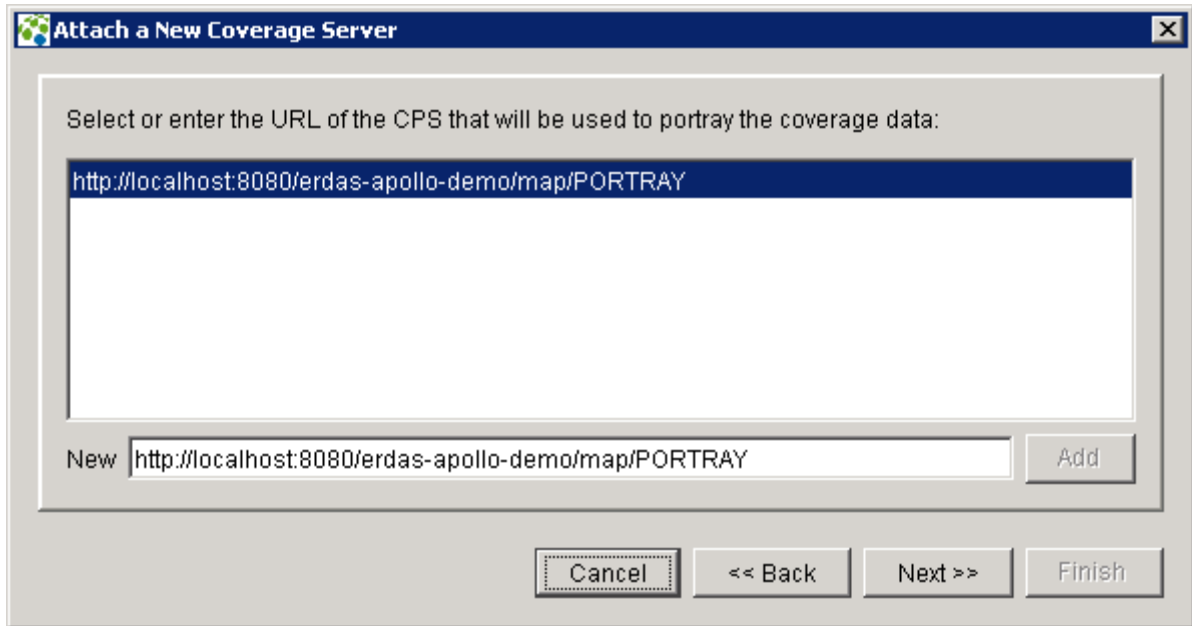 Attach a New Coverage Server
Select or enter the URL of the CPS that will be used to portray the coverage data:
http://localhost:8080/erdas-apollo-demo/map/PORTRAY
New http://localhost:8080/erdas-apollo-demo/map/PORTRAY Add
Cancel << Back Next >> Finish